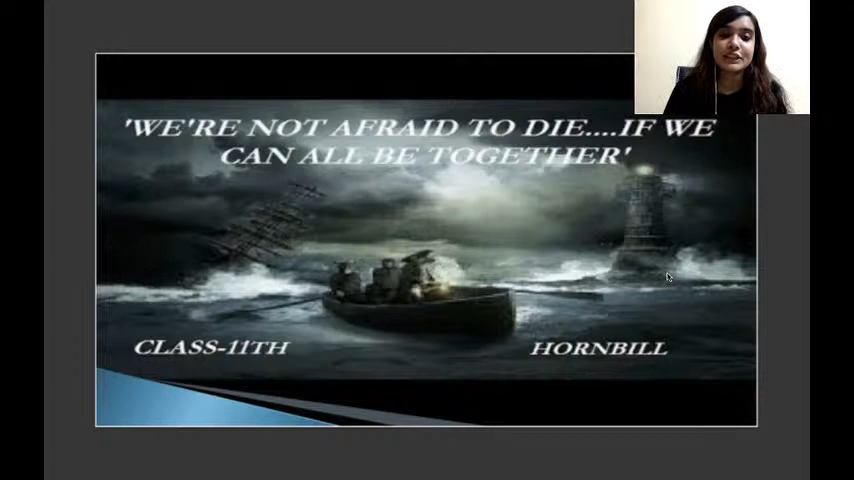 'WE'RE NOT AFRAID TO DIE....IF WE
CAN ALL BE TOGETHER'
CLASS-11TH
HORNBILL